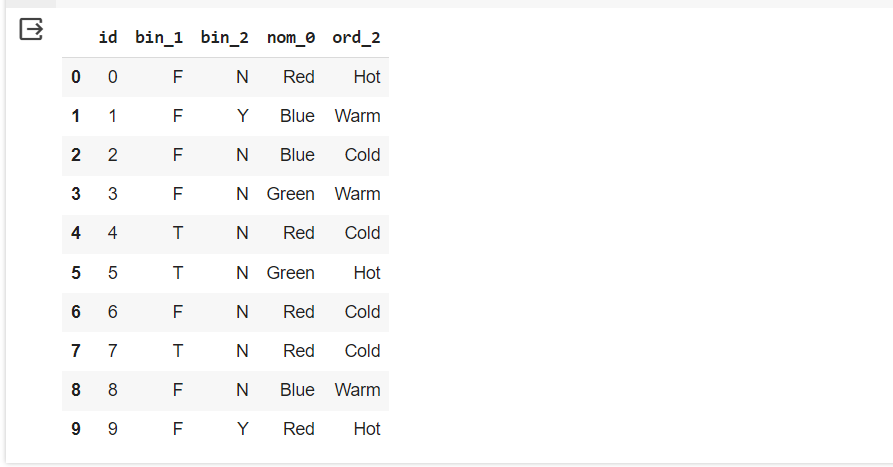 id bin_1 bin_2 nom_0 ord_2
0 0 F N Red Hot
1 1 F Y Blue Warm
2 2 F N Blue Cold
3 3 F N Green Warm
4 4 T N Red Cold
5 5 T N Green Hot
6 6 F N Red Cold
7 7 T N Red Cold
8 8 F N Blue Warm
9 9 F Y Red Hot